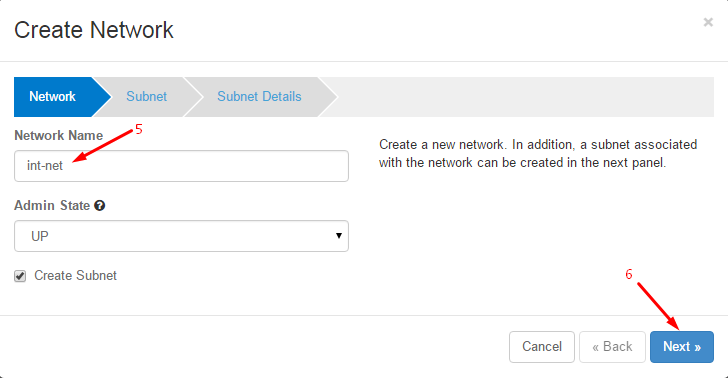 Create Network
×
Network Subnet Subnet Details
Network Name
5
int-net
Create a new network. In addition, a subnet associated
with the network can be created in the next panel.
Admin State ?
UP
Create Subnet
6
Cancel « Back Next »